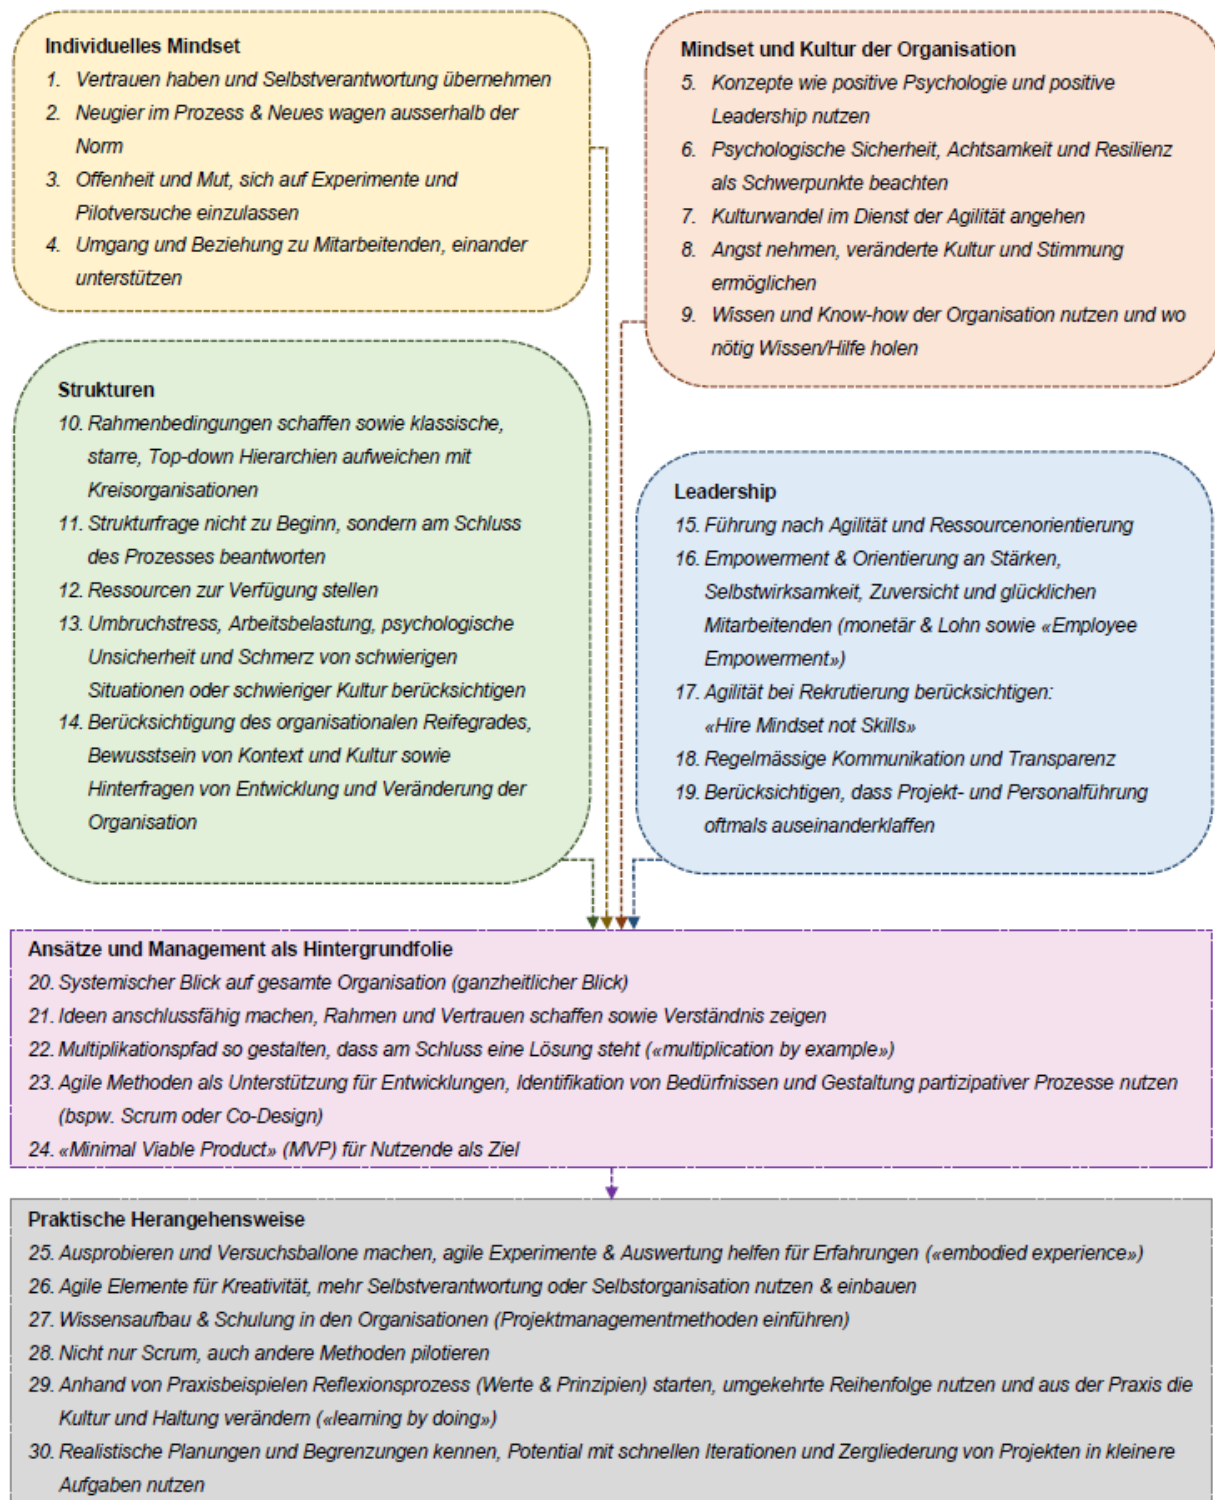 Individuelles Mindset
1. Vertrauen haben und Selbstverantwortung übernehmen
2. Neugier im Prozess & Neues wagen ausserhalb der
Norm
3. Offenheit und Mut, sich auf Experimente und
Pilotversuche einzulassen
4. Umgang und Beziehung zu Mitarbeitenden, einander
unterstützen
Mindset und Kultur der Organisation
5. Konzepte wie positive Psychologie und positive
Leadership nutzen
6. Psychologische Sicherheit, Achtsamkeit und Resilienz
als Schwerpunkte beachten
7. Kulturwandel im Dienst der Agilität angehen
8. Angst nehmen, veränderte Kultur und Stimmung
ermöglichen
9. Wissen und Know-how der Organisation nutzen und wo
nötig Wissen/Hilfe holen
Strukturen
10. Rahmenbedingungen schaffen sowie klassische,
starre, Top-down Hierarchien aufweichen mit
Kreisorganisationen
11. Strukturfrage nicht zu Beginn, sondern am Schluss
des Prozesses beantworten
12. Ressourcen zur Verfügung stellen
13. Umbruchstress, Arbeitsbelastung, psychologische
Unsicherheit und Schmerz von schwierigen
Situationen oder schwieriger Kultur berücksichtigen
14. Berücksichtigung des organisationalen Reifegrades,
Bewusstsein von Kontext und Kultur sowie
Hinterfragen von Entwicklung und Veränderung der
Organisation
Leadership
15. Führung nach Agilität und Ressourcenorientierung
16. Empowerment & Orientierung an Stärken,
Selbstwirksamkeit, Zuversicht und glücklichen
Mitarbeitenden (monetär & Lohn sowie «Employee
Empowerment»)
17. Agilität bei Rekrutierung berücksichtigen:
«Hire Mindset not Skills»
18. Regelmässige Kommunikation und Transparenz
19. Berücksichtigen, dass Projekt- und Personalführung
oftmals auseinanderklaffen
Ansätze und Management als Hintergrundfolie
20. Systemischer Blick auf gesamte Organisation (ganzheitlicher Blick)
21. Ideen anschlussfähig machen, Rahmen und Vertrauen schaffen sowie Verständnis zeigen
22. Multiplikationspfad so gestalten, dass am Schluss eine Lösung steht («multiplication by example»)
23. Agile Methoden als Unterstützung für Entwicklungen, Identifikation von Bedürfnissen und Gestaltung partizipativer Prozesse nutzen
(bspw. Scrum oder Co-Design)
24. «Minimal Viable Product» (MVP) für Nutzende als Ziel
Praktische Herangehensweise
25. Ausprobieren und Versuchsballone machen, agile Experimente & Auswertung helfen für Erfahrungen («embodied experience»)
26. Agile Elemente für Kreativität, mehr Selbstverantwortung oder Selbstorganisation nutzen & einbauen
27. Wissensaufbau & Schulung in den Organisationen (Projektmanagementmethoden einführen)
28. Nicht nur Scrum, auch andere Methoden pilotieren
29. Anhand von Praxisbeispielen Reflexionsprozess (Werte & Prinzipien) starten, umgekehrte Reihenfolge nutzen und aus der Praxis die
Kultur und Haltung verändern («learning by doing»)
30. Realistische Planungen und Begrenzungen kennen, Potential mit schnellen Iterationen und Zergliederung von Projekten in kleinere
Aufgaben nutzen